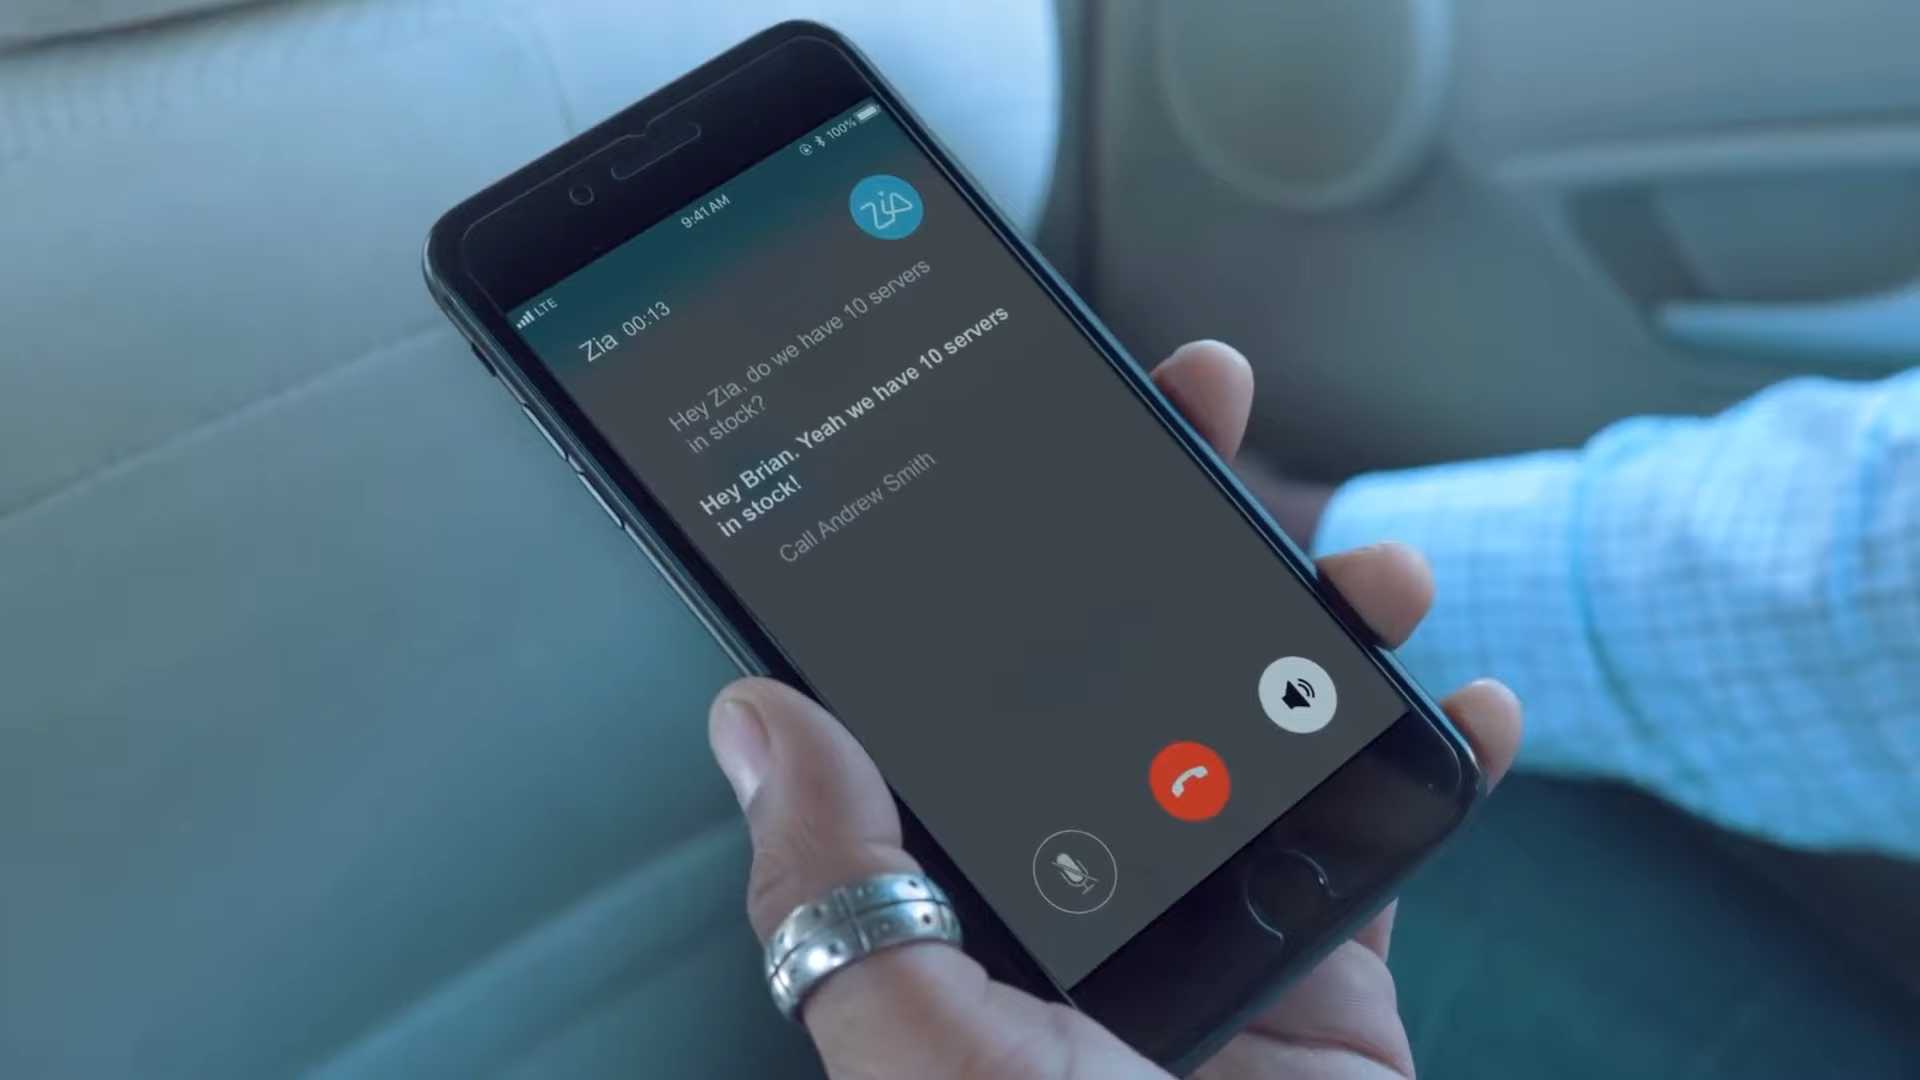 LTE
9:41 AM
100%
Zia 00:13
zia
Hey Zia, do we have 10 servers
in stock?
Hey Brian. Yeah we have 10 servers
in stock!
Call Andrew Smith